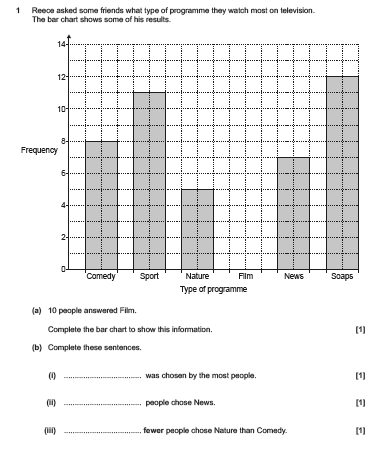 1 Reece asked some friends what type of programme they watch most on television.
The bar chart shows some of his results.
14
12
10
8
Frequency
6
4
2
0
Comedy Sport Nature Film News Soaps
Type of programme
(a) 10 people answered Film.
Complete the bar chart to show this information. [1]
(b) Complete these sentences.
(i) .................................. was chosen by the most people. [1]
(ii) .................................. people chose News. [1]
(iii) .................................. fewer people chose Nature than Comedy. [1]